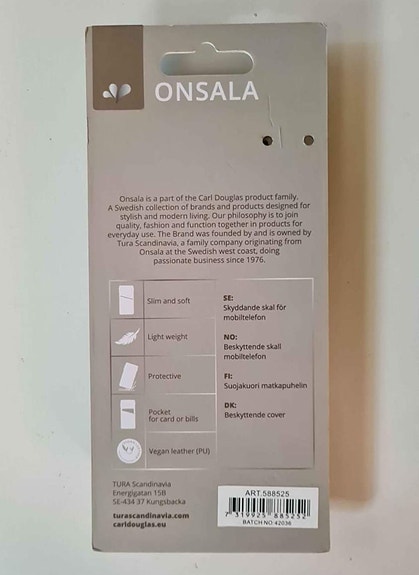 ONSALA
Onsala is a part of the Carl Douglas product family.
A Swedish collection of brands and products designed for
stylish and modern living. Our philosophy is to join
quality, fashion and function together in products for
everyday use. The Brand was founded by and is owned by
Tura Scandinavia, a family company originating from
Onsala at the Swedish west coast, doing
passionate business since 1976.
Slim and soft
Light weight
Protective
Pocket
for card or bills
Vegan leather (PU)
SE:
Skyddande skal för
mobiltelefon
NO:
Beskyttende skall
mobiltelefon
FI:
Suojakuori matkapuhelin
DK:
Beskyttende cover
TURA Scandinavia
Energigatan 15B
SE-434 37 Kungsbacka
turascandinavia.com
carldouglas.eu
ART.588525
7 319925 885252
BATCH NO 42036